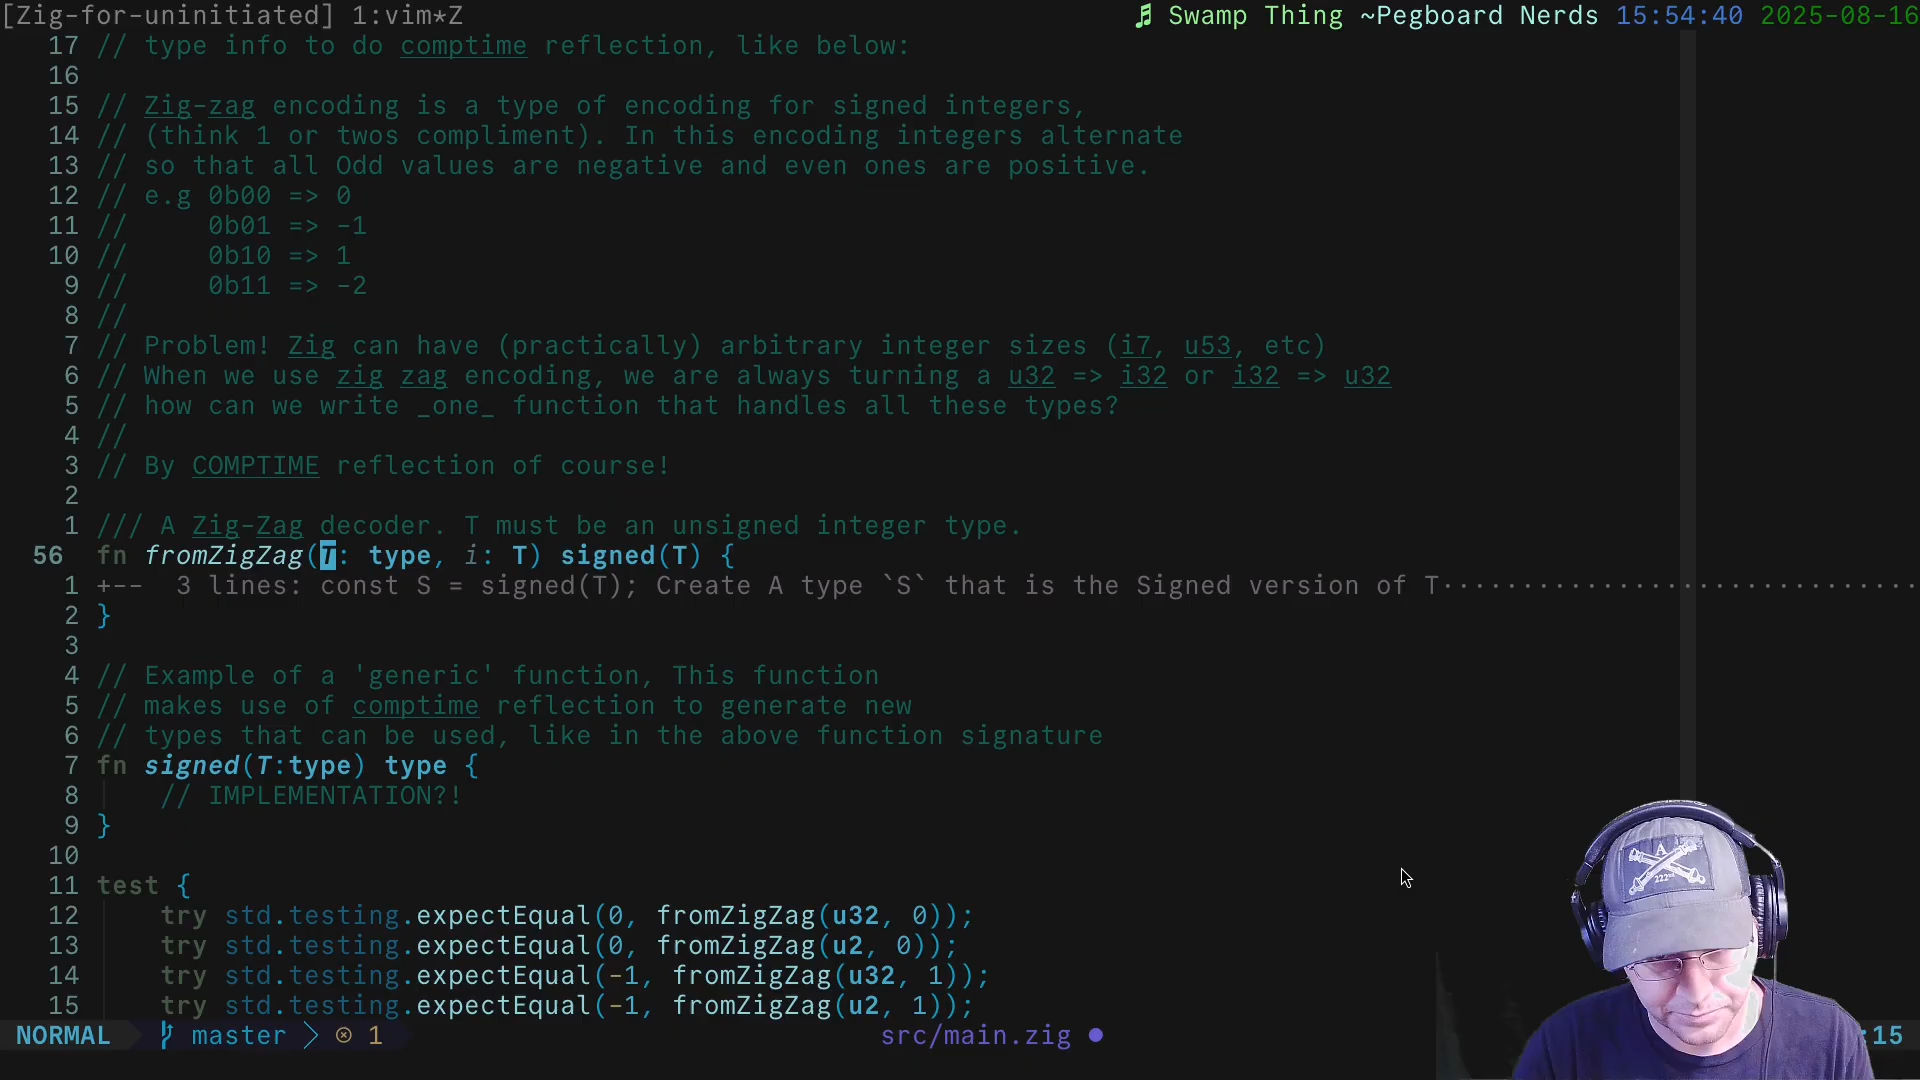 [Zig-for-uninitiated] 1:vim*Z ♬ Swamp Thing ~Pegboard Nerds 15:54:40 2025-08-16
17 // type info to do comptime reflection, like below:
16
15 // Zig-zag encoding is a type of encoding for signed integers,
14 // (think 1 or twos compliment). In this encoding integers alternate
13 // so that all Odd values are negative and even ones are positive.
12 // e.g 0b00 => 0
11 //     0b01 => -1
10 //     0b10 => 1
9 //     0b11 => -2
8 //
7 // Problem! Zig can have (practically) arbitrary integer sizes (i7, u53, etc)
6 // When we use zig zag encoding, we are always turning a u32 => i32 or i32 => u32
5 // how can we write _one_ function that handles all these types?
4 //
3 // By COMPTIME reflection of course!
2
1 /// A Zig-Zag decoder. T must be an unsigned integer type.
56 fn fromZigZag(T: type, i: T) signed(T) {
1 +--  3 lines: const S = signed(T); Create A type `S` that is the Signed version of T······························
2 }
3
4 // Example of a 'generic' function, This function
5 // makes use of comptime reflection to generate new
6 // types that can be used, like in the above function signature
7 fn signed(T:type) type {
8     // IMPLEMENTATION?!
9 }
10
11 test {
12     try std.testing.expectEqual(0, fromZigZag(u32, 0));
13     try std.testing.expectEqual(0, fromZigZag(u2, 0));
14     try std.testing.expectEqual(-1, fromZigZag(u32, 1));
15     try std.testing.expectEqual(-1, fromZigZag(u2, 1));
NORMAL master > ⊗ 1 src/main.zig ● :15
A
222nd